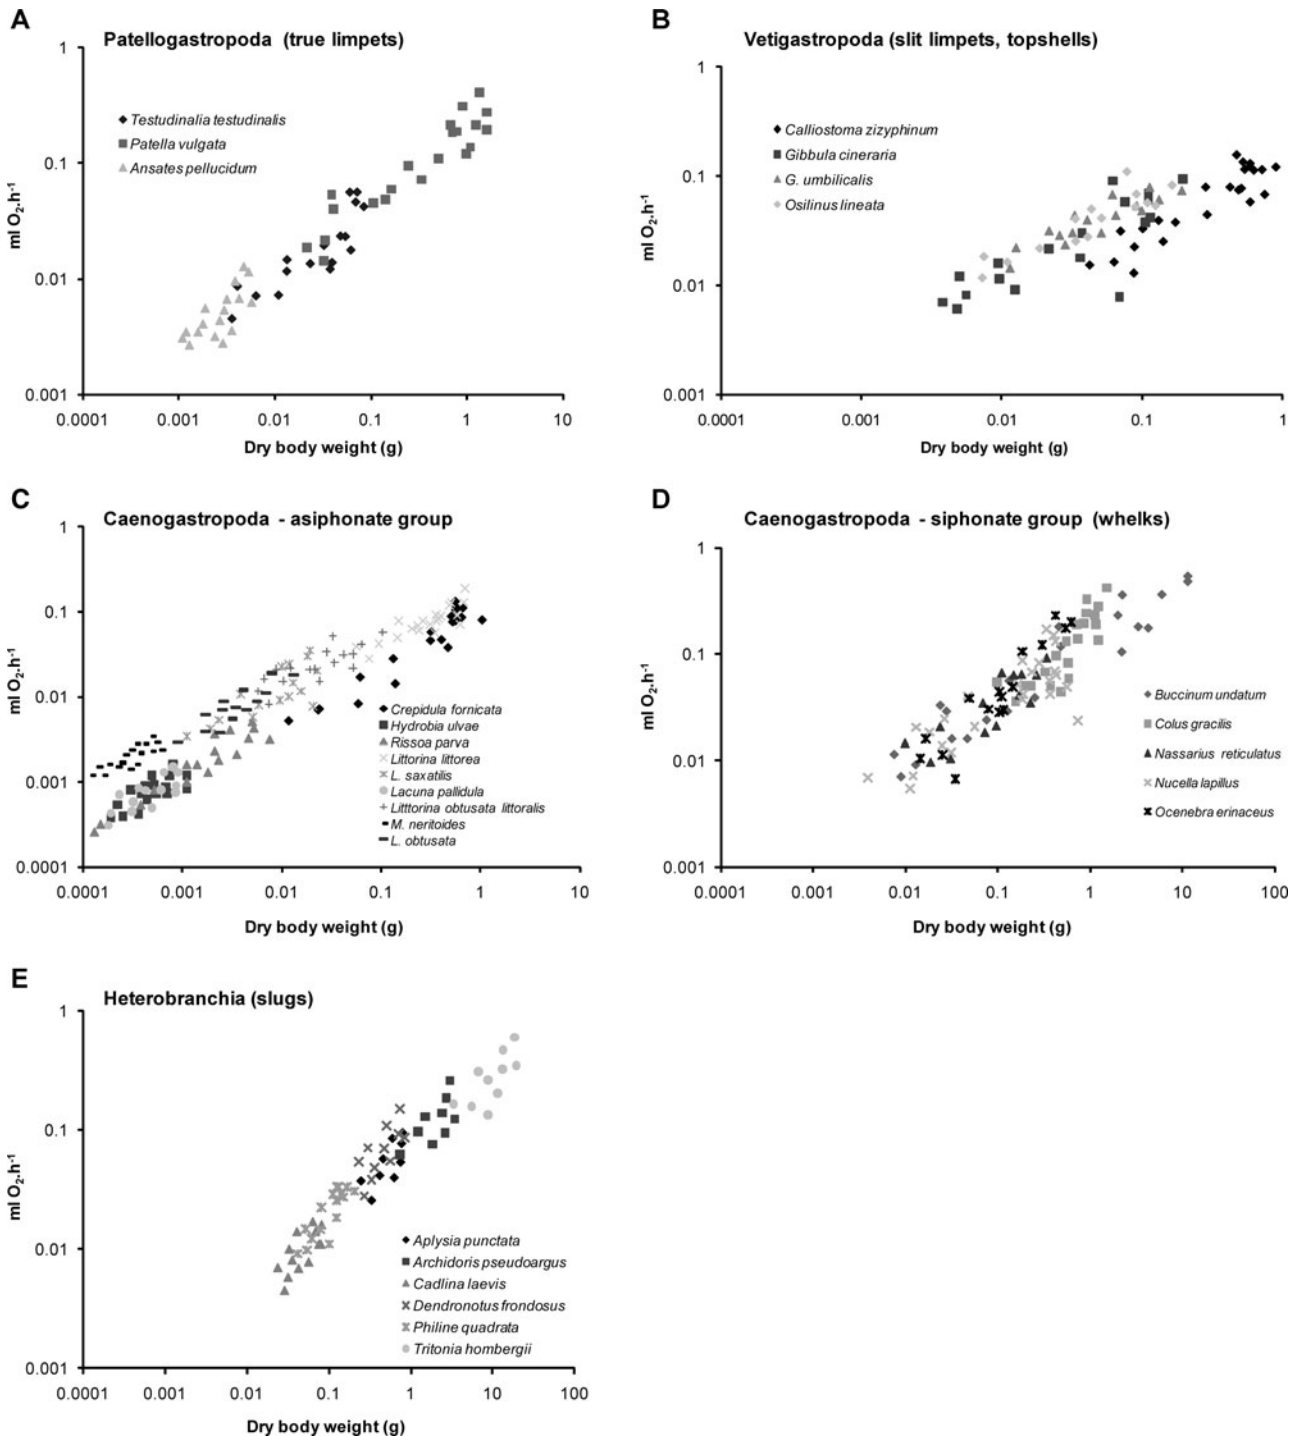 A
Patellogastropoda (true limpets)
1
0.1
0.01
0.001
ml O₂.h⁻¹
Testudinalia testudinalis
Patella vulgata
Ansates pellucidum
0.0001 0.001 0.01 0.1 1 10
Dry body weight (g)
B
Vetigastropoda (slit limpets, topshells)
1
0.1
0.01
0.001
ml O₂.h⁻¹
Calliostoma zizyphinum
Gibbula cineraria
G. umbilicalis
Osilinus lineata
0.0001 0.001 0.01 0.1 1
Dry body weight (g)
C
Caenogastropoda - asiphonate group
1
0.1
0.01
0.001
0.0001
ml O₂.h⁻¹
Crepidula fornicata
Hydrobia ulvae
Rissoa parva
Littorina littorea
L. saxatilis
Lacuna pallidula
Litttorina obtusata littoralis
M. neritoides
L. obtusata
0.0001 0.001 0.01 0.1 1 10
Dry body weight (g)
D
Caenogastropoda - siphonate group (whelks)
1
0.1
0.01
0.001
ml O₂.h⁻¹
Buccinum undatum
Colus gracilis
Nassarius reticulatus
Nucella lapillus
Ocenebra erinaceus
0.0001 0.001 0.01 0.1 1 10 100
Dry body weight (g)
E
Heterobranchia (slugs)
1
0.1
0.01
0.001
ml O₂.h⁻¹
Aplysia punctata
Archidoris pseudoargus
Cadlina laevis
Dendronotus frondosus
Philine quadrata
Tritonia hombergii
0.0001 0.001 0.01 0.1 1 10 100
Dry body weight (g)